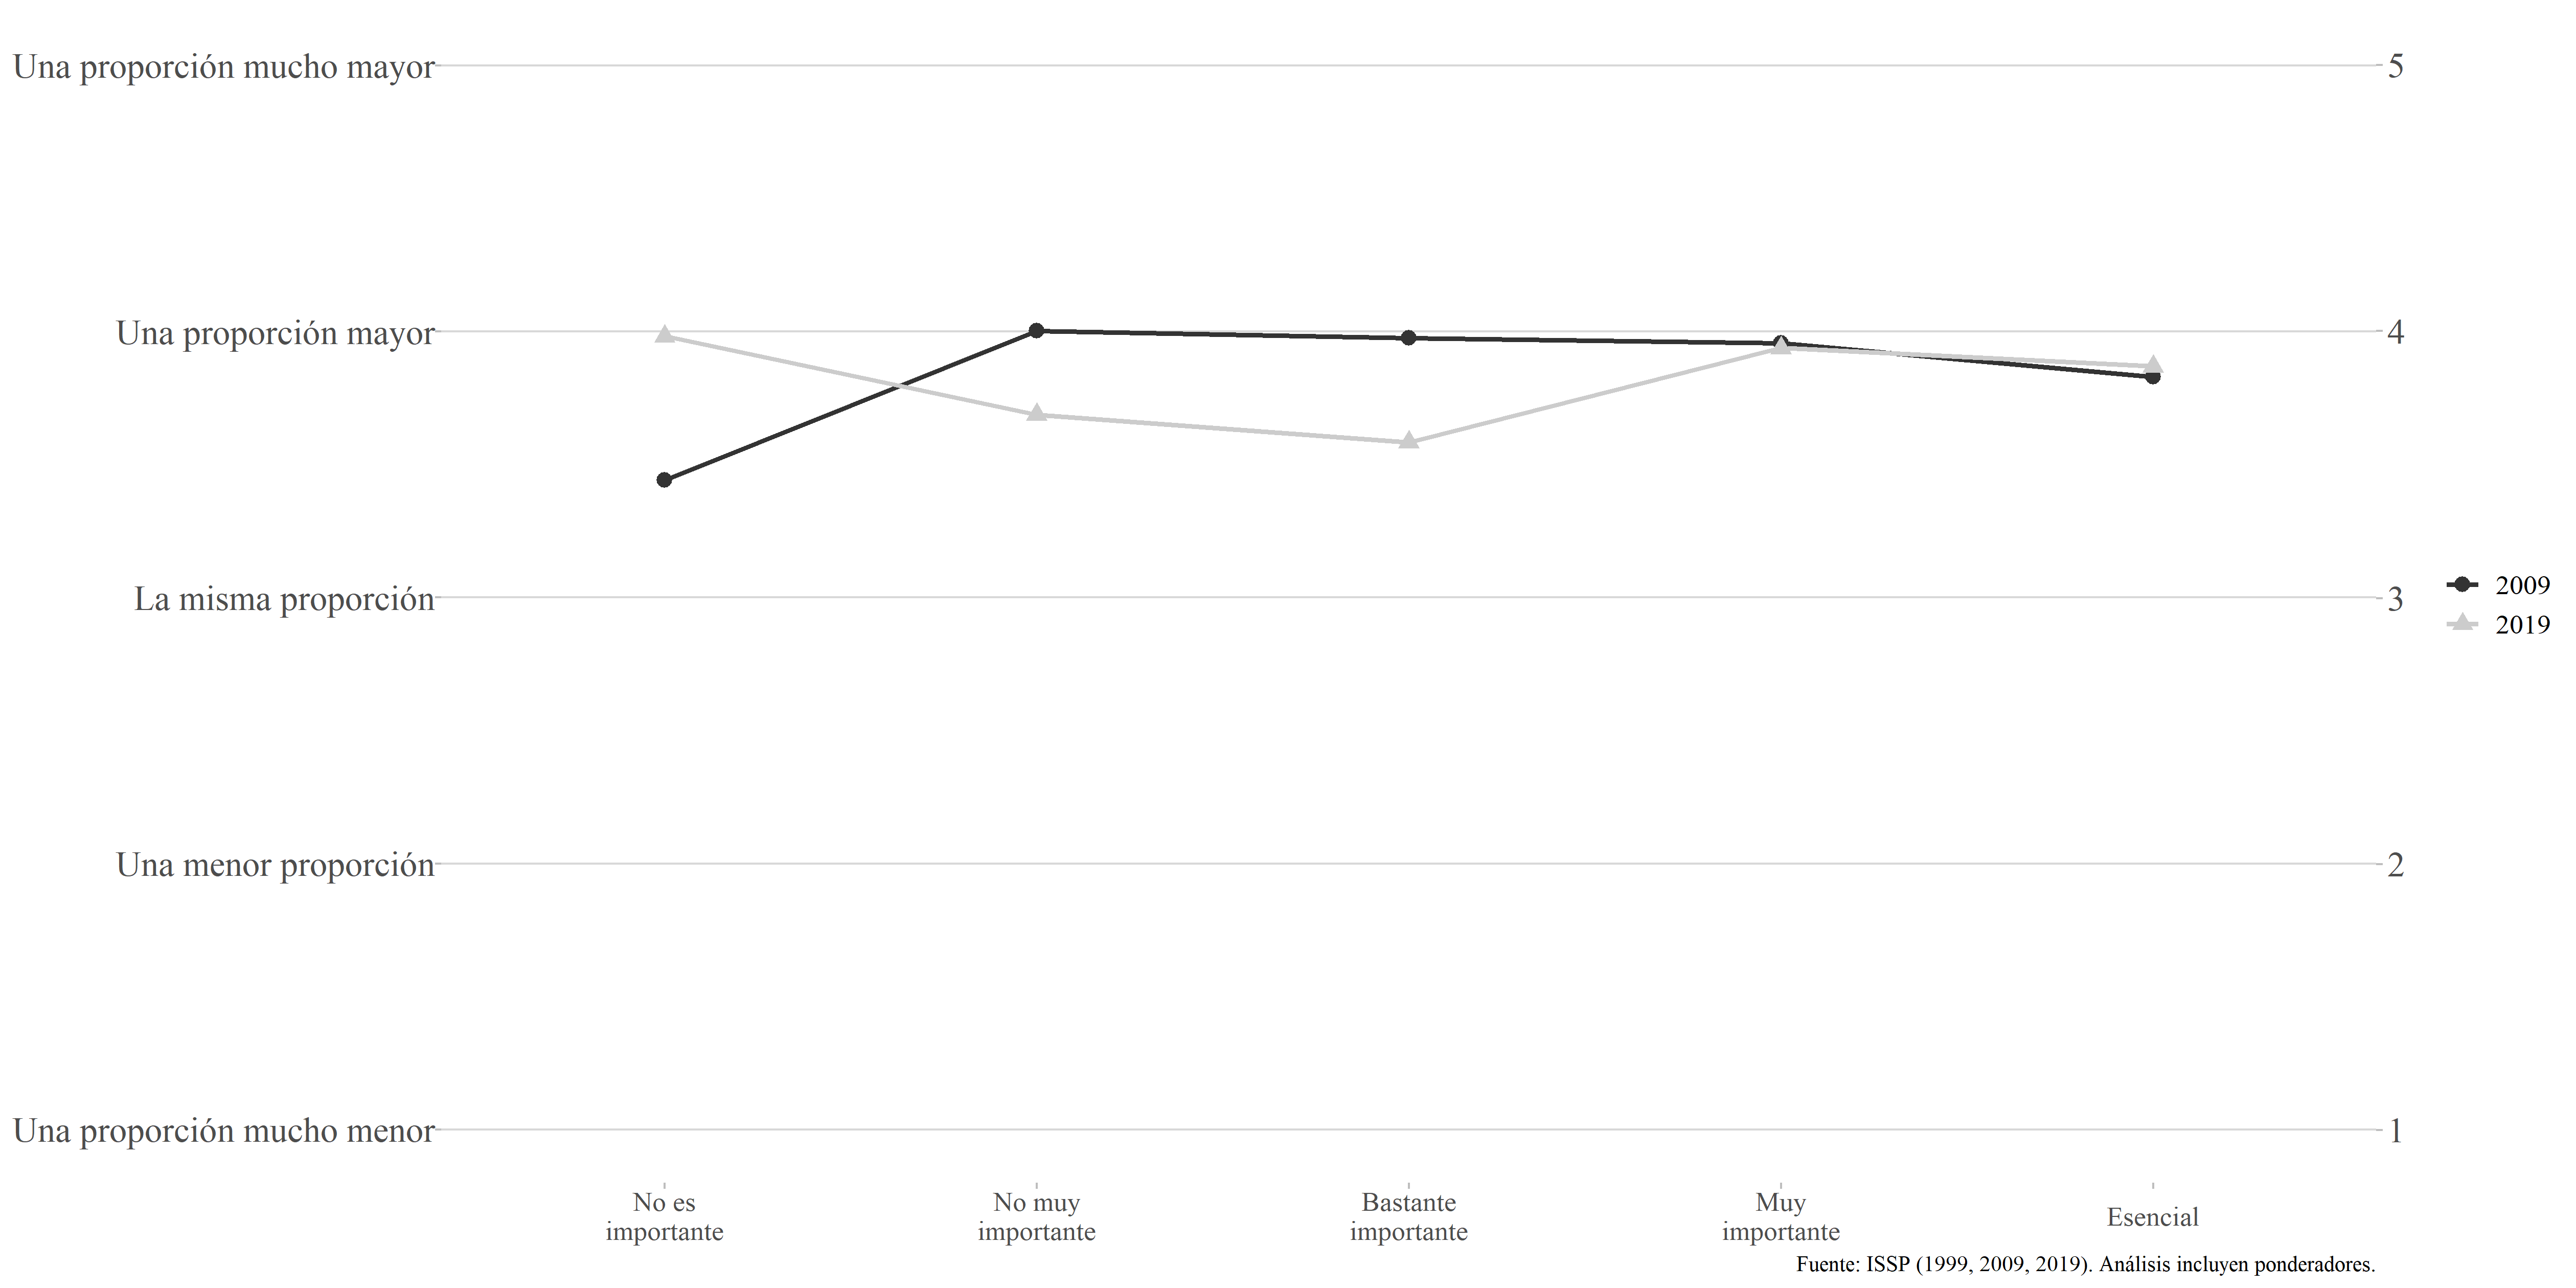 Una proporción mucho mayor
5
Una proporción mayor
4
La misma proporción
3
2009
2019
Una menor proporción
2
Una proporción mucho menor
1
No es
importante
No muy
importante
Bastante
importante
Muy
importante
Esencial
Fuente: ISSP (1999, 2009, 2019). Análisis incluyen ponderadores.